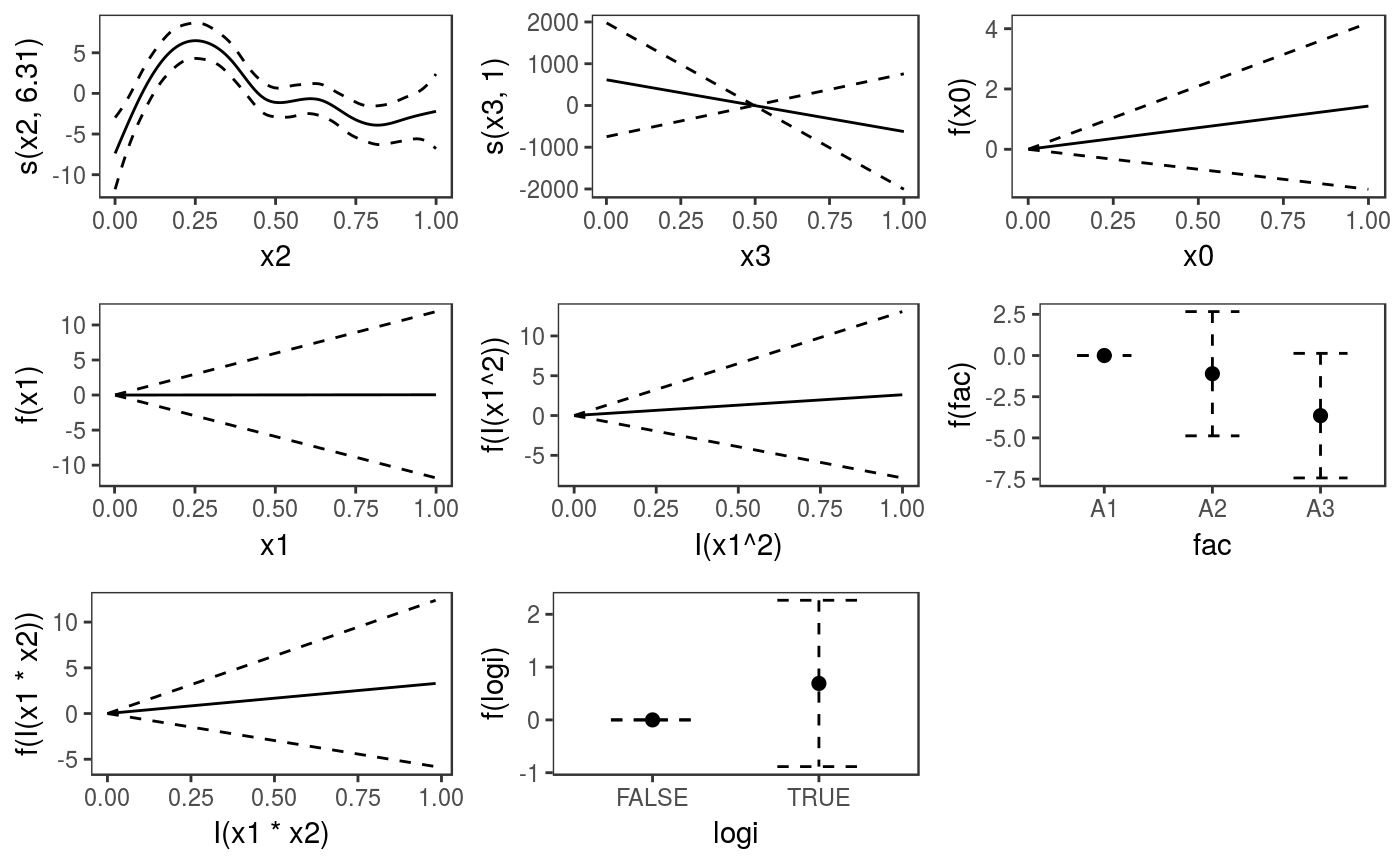 s(x2, 6.31)
5
0
-5
-10
0.00 0.25 0.50 0.75 1.00
x2
s(x3, 1)
2000
1000
0
-1000
-2000
0.00 0.25 0.50 0.75 1.00
x3
f(x0)
4
2
0
0.00 0.25 0.50 0.75 1.00
x0
f(x1)
10
5
0
-5
-10
0.00 0.25 0.50 0.75 1.00
x1
f(I(x1^2))
10
5
0
-5
0.00 0.25 0.50 0.75 1.00
I(x1^2)
f(fac)
2.5
0.0
-2.5
-5.0
-7.5
A1 A2 A3
fac
f(I(x1 * x2))
10
5
0
-5
0.00 0.25 0.50 0.75 1.00
I(x1 * x2)
f(logi)
2
1
0
-1
FALSE TRUE
logi